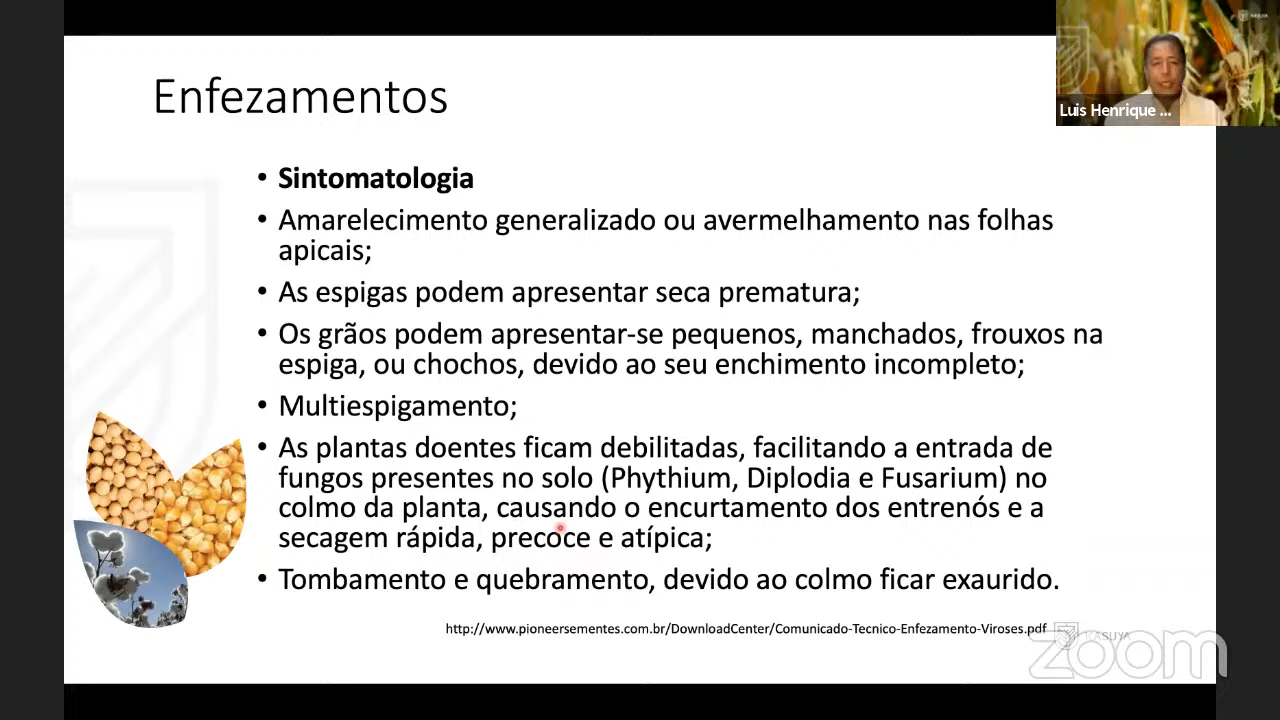 Enfezamentos
Luis Henrique ...
• Sintomatologia
• Amarelecimento generalizado ou avermelhamento nas folhas
apicais;
• As espigas podem apresentar seca prematura;
• Os grãos podem apresentar-se pequenos, manchados, frouxos na
espiga, ou chochos, devido ao seu enchimento incompleto;
• Multiespigamento;
• As plantas doentes ficam debilitadas, facilitando a entrada de
fungos presentes no solo (Phythium, Diplodia e Fusarium) no
colmo da planta, causando o encurtamento dos entrenós e a
secagem rápida, precoce e atípica;
• Tombamento e quebramento, devido ao colmo ficar exaurido.
http://www.pioneersementes.com.br/DownloadCenter/Comunicado-Tecnico-Enfezamento-Viroses.pdf
KASUYA
zoom